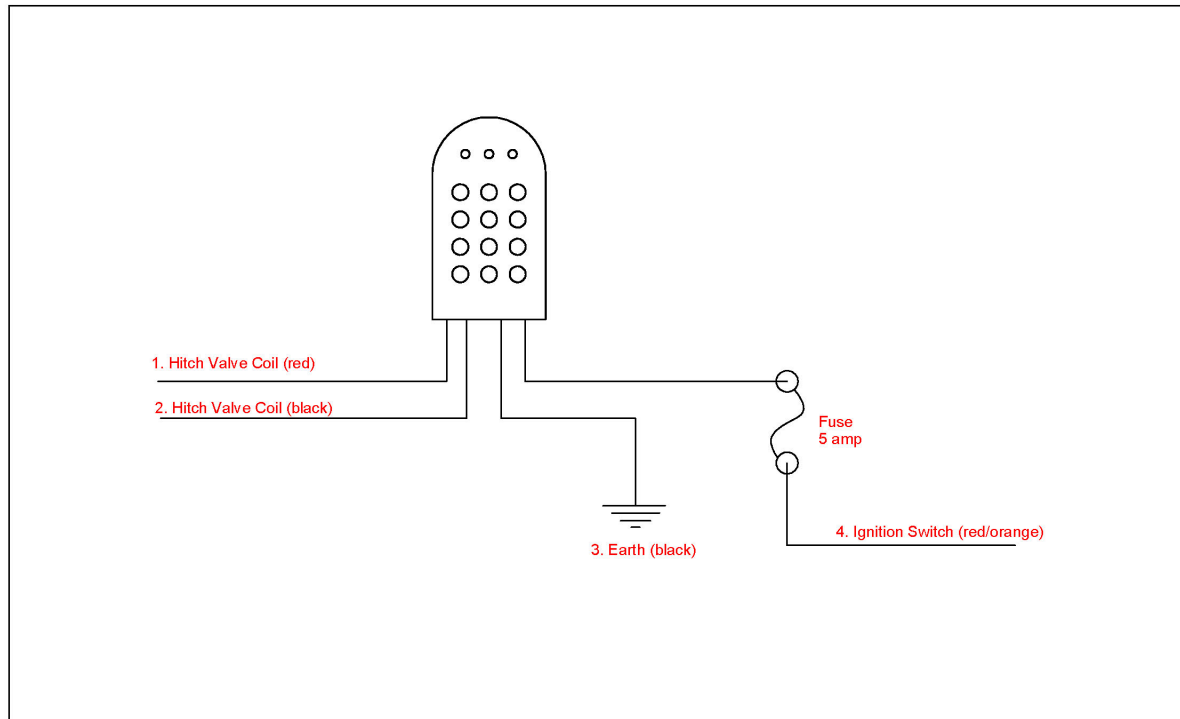 1. Hitch Valve Coil (red)
2. Hitch Valve Coil (black)
Fuse
5 amp
4. Ignition Switch (red/orange)
3. Earth (black)